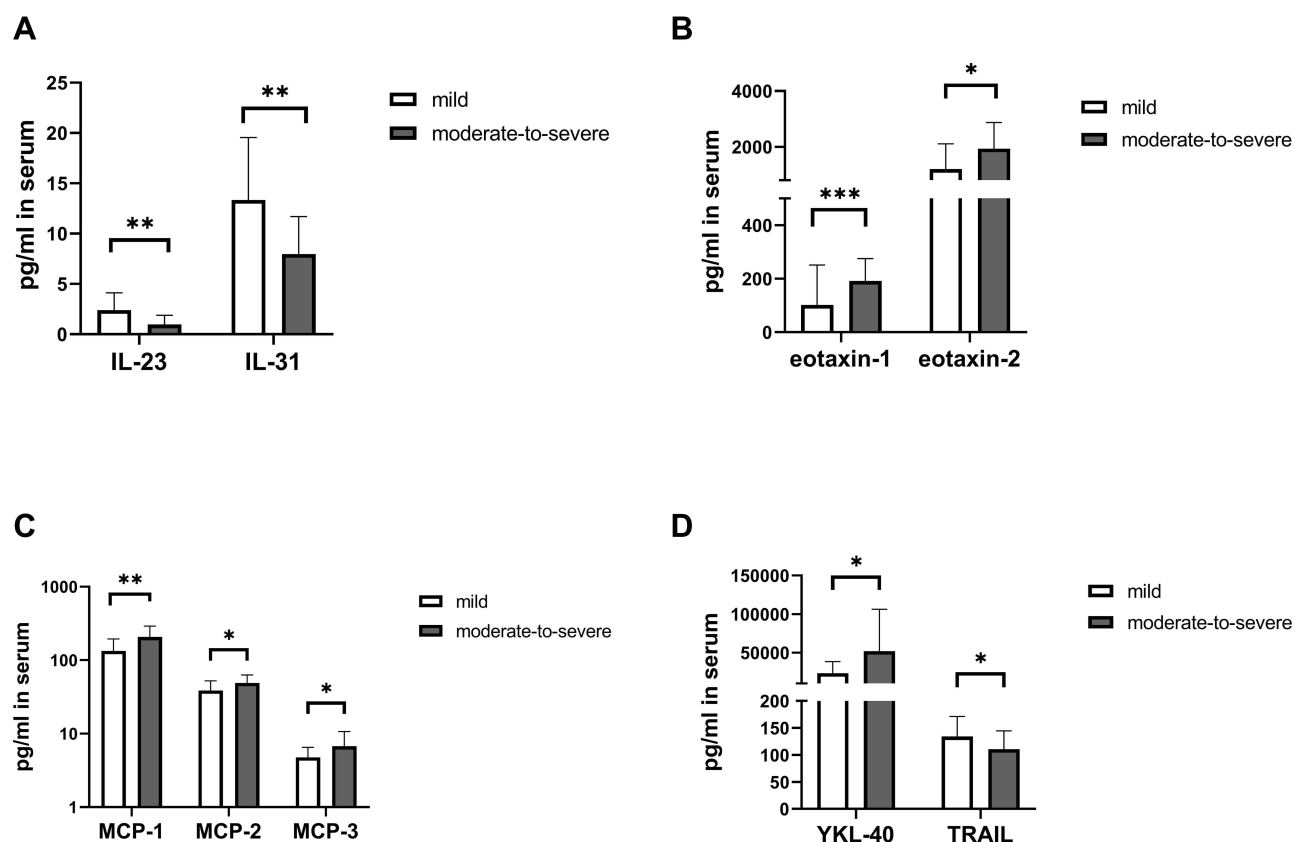 A
pg/ml in serum
25
20
15
10
5
0
**
**
IL-23
IL-31
mild
moderate-to-severe
B
pg/ml in serum
4000
2000
400
200
0
***
*
eotaxin-1
eotaxin-2
mild
moderate-to-severe
C
pg/ml in serum
1000
100
10
1
**
*
*
MCP-1
MCP-2
MCP-3
mild
moderate-to-severe
D
pg/ml in serum
150000
100000
50000
200
150
100
50
0
*
*
YKL-40
TRAIL
mild
moderate-to-severe